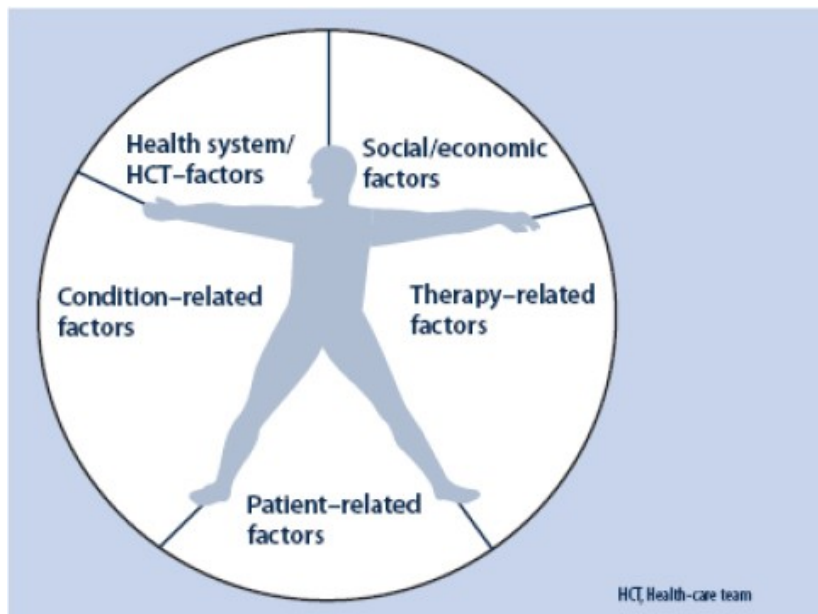 Health system/
HCT–factors
Social/economic
factors
Condition–related
factors
Therapy–related
factors
Patient–related
factors
HCT, Health-care team